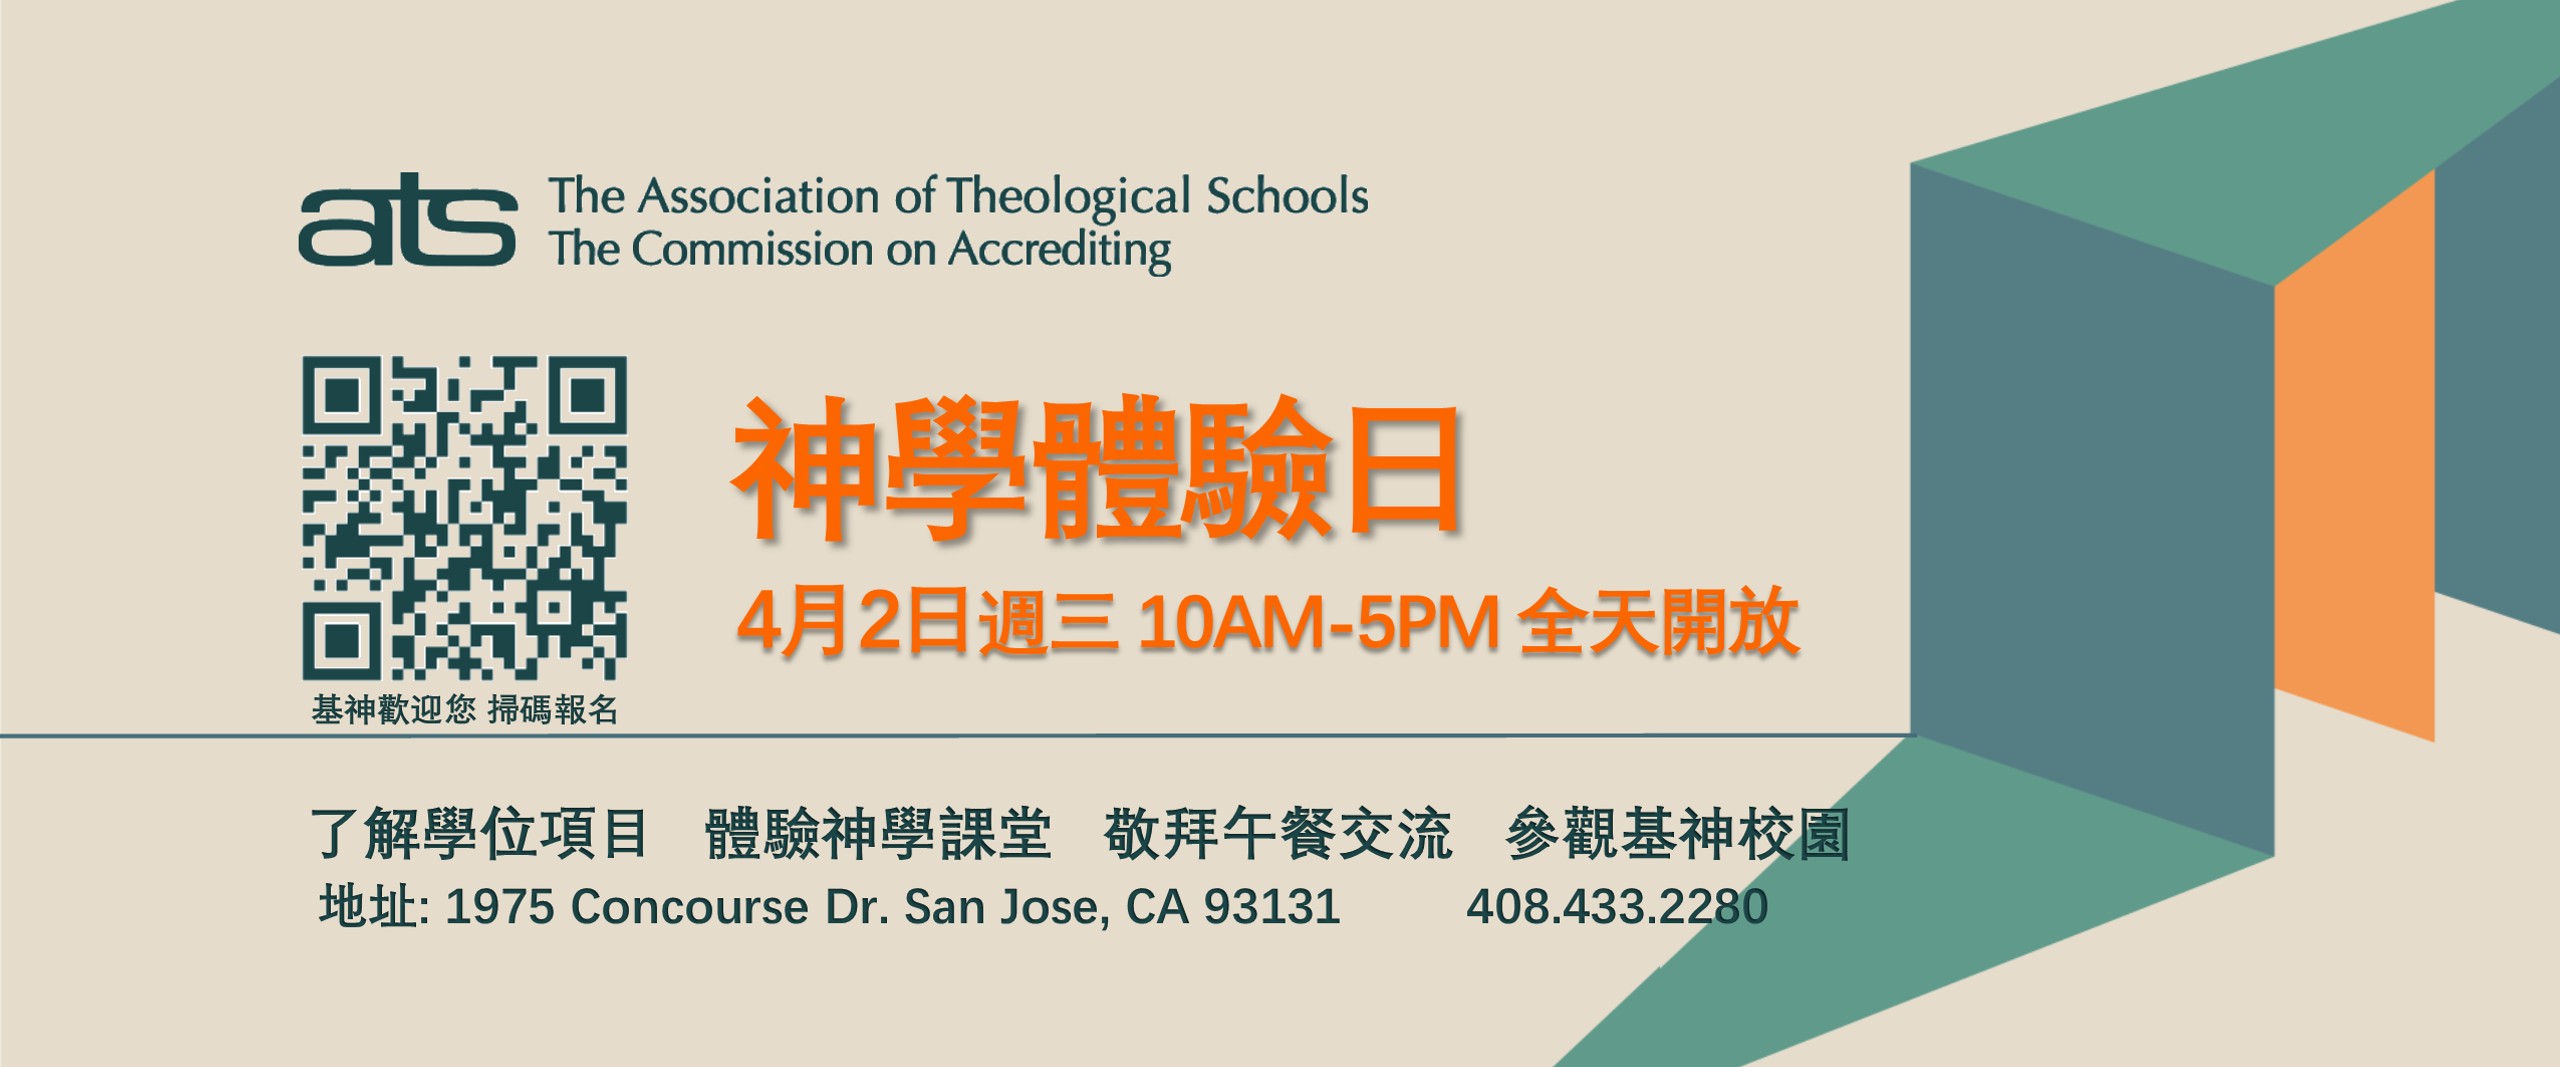 ats
The Association of Theological Schools
The Commission on Accrediting
神學體驗日
4月2日週三 10AM-5PM 全天開放
基神歡迎您 掃碼報名
了解學位項目 體驗神學課堂 敬拜午餐交流 參觀基神校園
地址: 1975 Concourse Dr. San Jose, CA 93131 408.433.2280